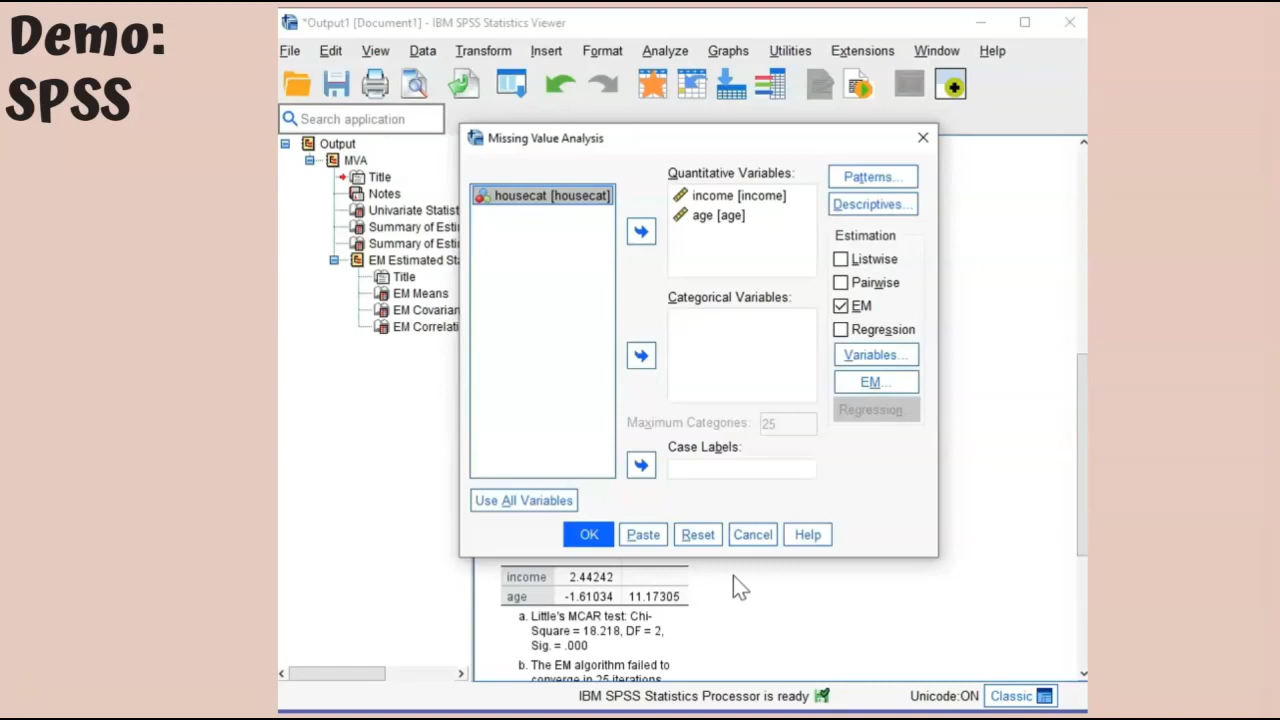 Demo:
SPSS
*Output1 [Document1] - IBM SPSS Statistics Viewer
File Edit View Data Transform Insert Format Analyze Graphs Utilities Extensions Window Help
Search application
Output
MVA
Title
Notes
Univariate Statist
Summary of Esti
Summary of Esti
EM Estimated Sta
Title
EM Means
EM Covarian
EM Correlati
Missing Value Analysis
housecat [housecat]
Use All Variables
Quantitative Variables:
income [income]
age [age]
Categorical Variables:
Maximum Categories: 25
Case Labels:
Patterns...
Descriptives...
Estimation
Listwise
Pairwise
EM
Regression
Variables...
EM...
Regression...
OK Paste Reset Cancel Help
income 2.44242
age -1.61034 11.17305
a. Little's MCAR test: Chi-
Square = 18.218, DF = 2,
Sig. = .000
b. The EM algorithm failed to
converge in 25 iterations
IBM SPSS Statistics Processor is ready Unicode:ON Classic